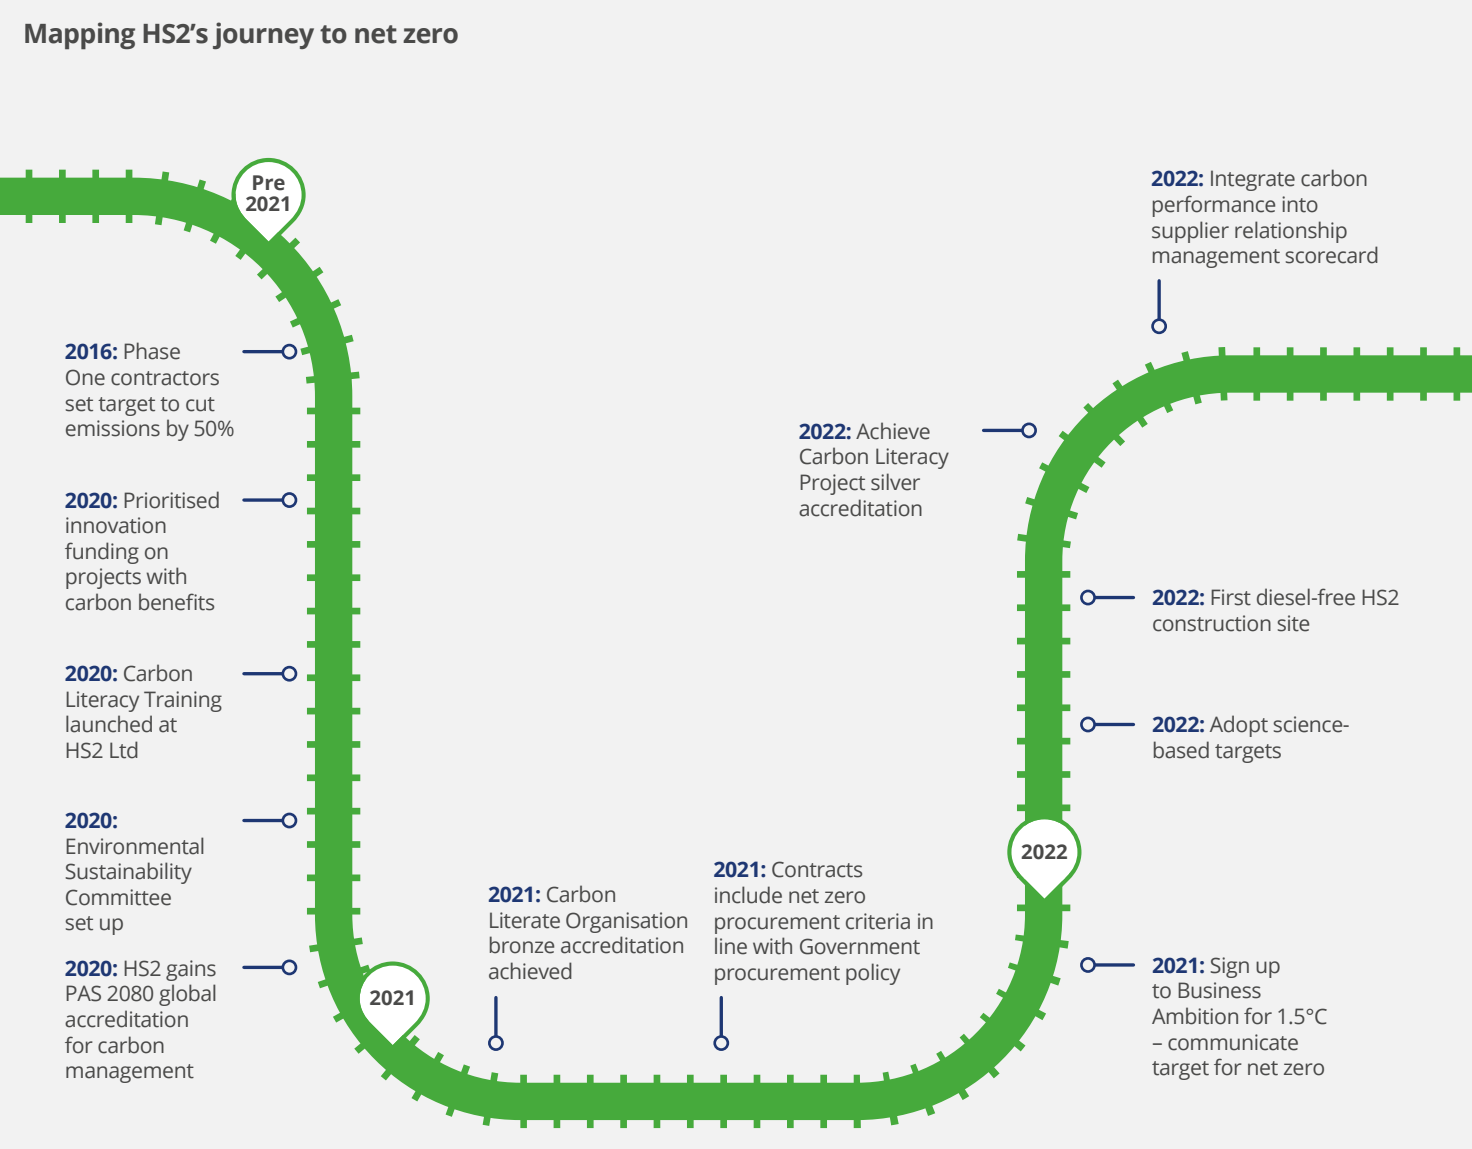 Mapping HS2’s journey to net zero
Pre
2021
2016: Phase
One contractors
set target to cut
emissions by 50%
2020: Prioritised
innovation
funding on
projects with
carbon benefits
2020: Carbon
Literacy Training
launched at
HS2 Ltd
2020:
Environmental
Sustainability
Committee
set up
2020: HS2 gains
PAS 2080 global
accreditation
for carbon
management
2021
2021: Carbon
Literate Organisation
bronze accreditation
achieved
2021: Contracts
include net zero
procurement criteria in
line with Government
procurement policy
2021: Sign up
to Business
Ambition for 1.5°C
– communicate
target for net zero
2022
2022: Adopt science-
based targets
2022: First diesel-free HS2
construction site
2022: Achieve
Carbon Literacy
Project silver
accreditation
2022: Integrate carbon
performance into
supplier relationship
management scorecard